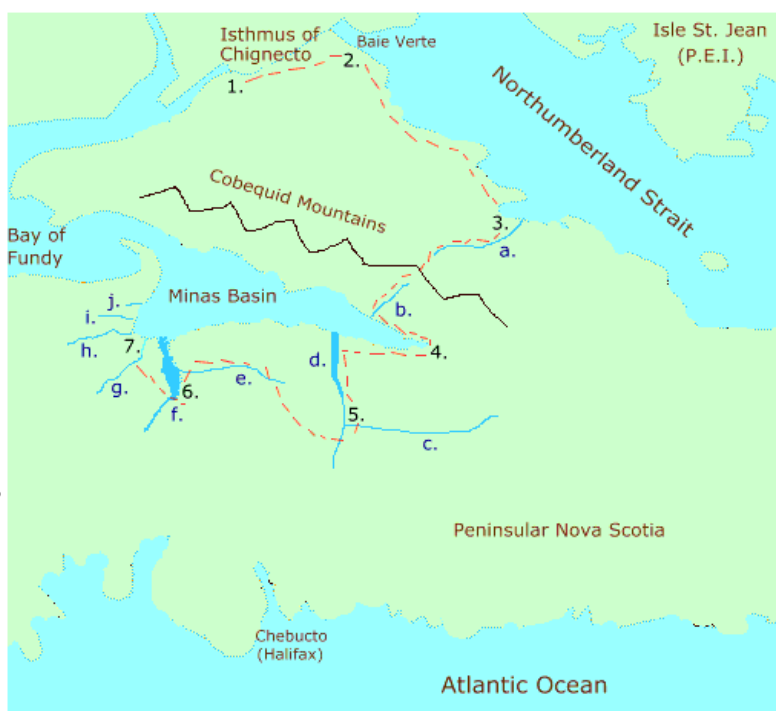 Isthmus of
Chignecto
Baie Verte
Isle St. Jean
(P.E.I.)
1.
2.
Northumberland Strait
Cobequid Mountains
3.
a.
Bay of
Fundy
Minas Basin
j.
i.
h.
b.
7.
d.
4.
g.
e.
6.
f.
5.
c.
Peninsular Nova Scotia
Chebucto
(Halifax)
Atlantic Ocean